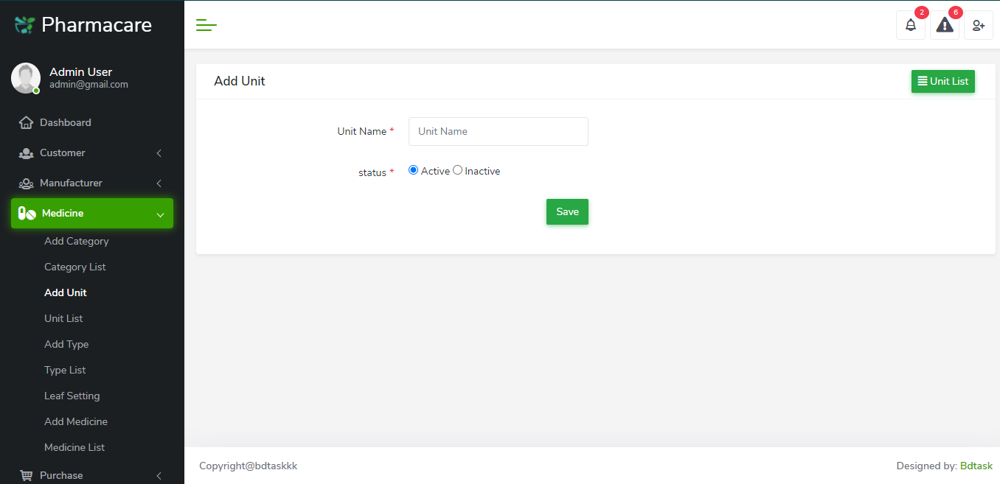 Pharmacare
2
6
Admin User
admin@gmail.com
Dashboard
Customer
Manufacturer
Medicine
Add Category
Category List
Add Unit
Unit List
Add Type
Type List
Leaf Setting
Add Medicine
Medicine List
Purchase
Add Unit
Unit List
Unit Name *
Unit Name
status *
Active
Inactive
Save
Copyright@bdtaskkk
Designed by: Bdtask